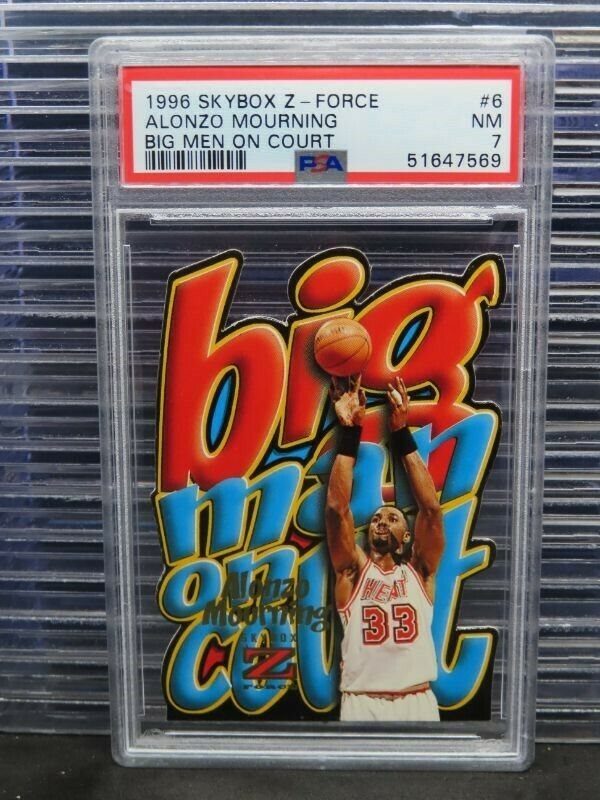 1996 SKYBOX Z-FORCE #6
ALONZO MOURNING NM
BIG MEN ON COURT 7
PSA 51647569
big
man
on
court
Alonzo
Mourning
SKYBOX
Z
FORCE
HEAT
33